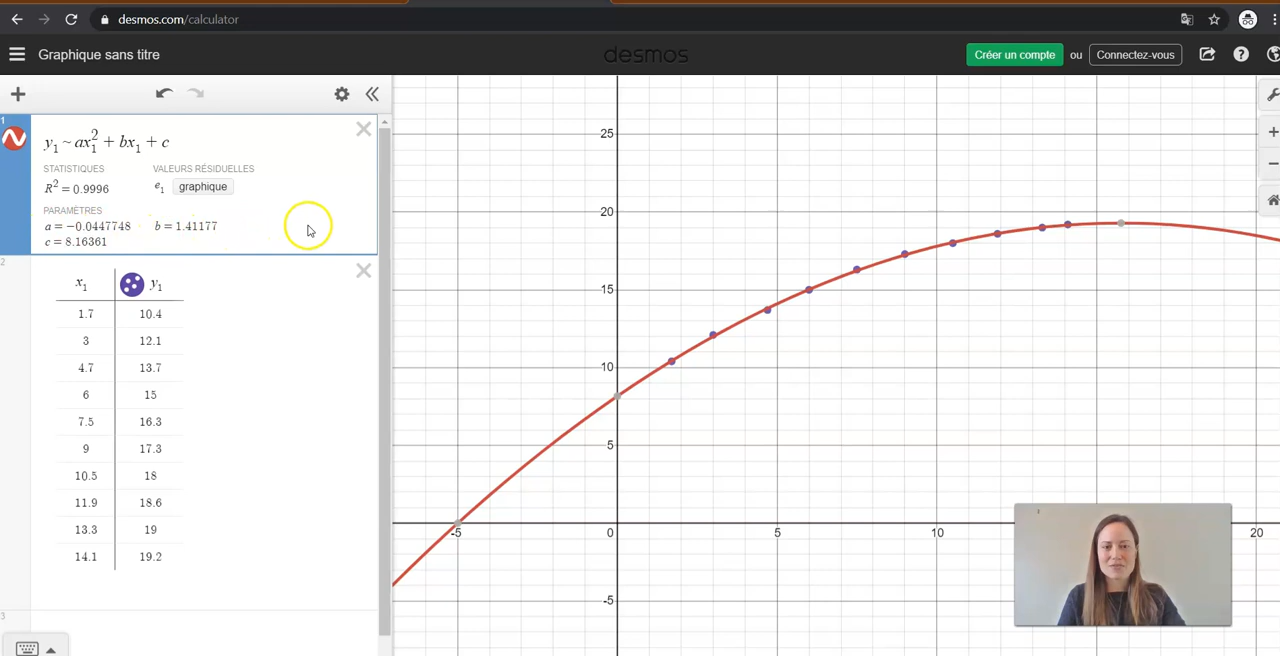 desmos.com/calculator
Graphique sans titre
desmos
Créer un compte ou Connectez-vous
1
y₁ ~ ax₁² + bx₁ + c
STATISTIQUES VALEURS RÉSIDUELLES
R² = 0.9996 e₁ graphique
PARAMÈTRES
a = −0.0447748 b = 1.41177
c = 8.16361
2
x₁ y₁
1.7 10.4
3 12.1
4.7 13.7
6 15
7.5 16.3
9 17.3
10.5 18
11.9 18.6
13.3 19
14.1 19.2
3
25
20
15
10
5
-5 0 5 10 20
-5